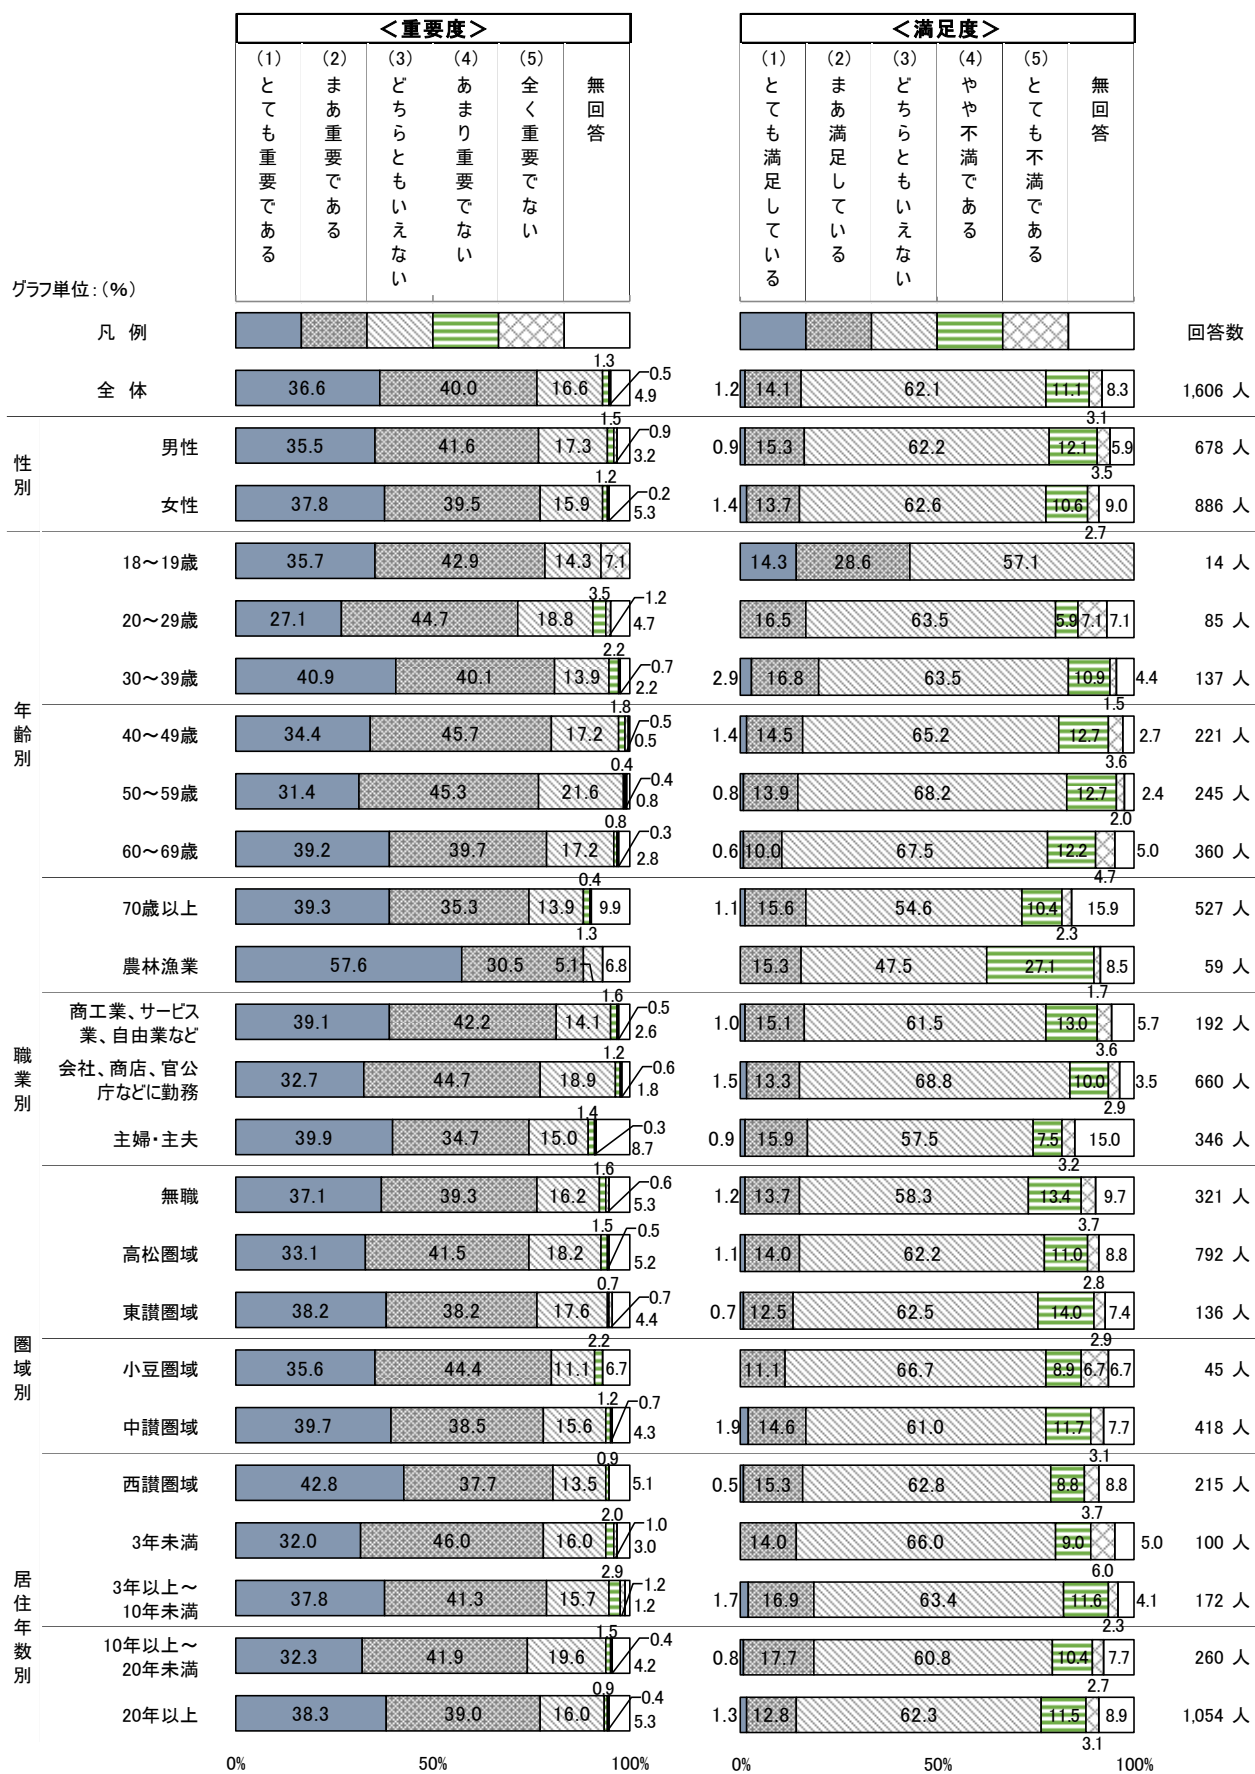 ＜重要度＞ ＜満足度＞
(1)とても重要である (2)まあ重要である (3)どちらともいえない (4)あまり重要でない (5)全く重要でない 無回答
(1)とても満足している (2)まあ満足している (3)どちらともいえない (4)やや不満である (5)とても不満である 無回答
グラフ単位：（％）
凡 例 回答数
全 体 36.6 40.0 16.6 1.3 0.5 4.9 1.2 14.1 62.1 11.1 3.1 8.3 1,606 人
性別
男性 35.5 41.6 17.3 1.5 0.9 3.2 0.9 15.3 62.2 12.1 3.5 5.9 678 人
女性 37.8 39.5 15.9 1.2 0.2 5.3 1.4 13.7 62.6 10.6 2.7 9.0 886 人
年齢別
18～19歳 35.7 42.9 14.3 7.1 14.3 28.6 57.1 14 人
20～29歳 27.1 44.7 18.8 3.5 1.2 4.7 16.5 63.5 5.9 7.1 7.1 85 人
30～39歳 40.9 40.1 13.9 2.2 0.7 2.2 2.9 16.8 63.5 10.9 1.5 4.4 137 人
40～49歳 34.4 45.7 17.2 1.8 0.5 0.5 1.4 14.5 65.2 12.7 3.6 2.7 221 人
50～59歳 31.4 45.3 21.6 0.4 0.4 0.8 0.8 13.9 68.2 12.7 2.0 2.4 245 人
60～69歳 39.2 39.7 17.2 0.8 0.3 2.8 0.6 10.0 67.5 12.2 4.7 5.0 360 人
70歳以上 39.3 35.3 13.9 1.3 0.4 9.9 1.1 15.6 54.6 10.4 2.3 15.9 527 人
職業別
農林漁業 57.6 30.5 5.1 6.8 15.3 47.5 27.1 1.7 8.5 59 人
商工業、サービス
業、自由業など 39.1 42.2 14.1 1.6 0.5 2.6 1.0 15.1 61.5 13.0 3.6 5.7 192 人
会社、商店、官公
庁などに勤務 32.7 44.7 18.9 1.2 0.6 1.8 1.5 13.3 68.8 10.0 2.9 3.5 660 人
主婦・主夫 39.9 34.7 15.0 1.4 0.3 8.7 0.9 15.9 57.5 7.5 3.2 15.0 346 人
無職 37.1 39.3 16.2 1.6 0.6 5.3 1.2 13.7 58.3 13.4 3.7 9.7 321 人
圏域別
高松圏域 33.1 41.5 18.2 1.5 0.5 5.2 1.1 14.0 62.2 11.0 2.8 8.8 792 人
東讃圏域 38.2 38.2 17.6 0.7 0.7 4.4 0.7 12.5 62.5 14.0 2.9 7.4 136 人
小豆圏域 35.6 44.4 11.1 2.2 6.7 11.1 66.7 8.9 6.7 6.7 45 人
中讃圏域 39.7 38.5 15.6 1.2 0.7 4.3 1.9 14.6 61.0 11.7 3.1 7.7 418 人
西讃圏域 42.8 37.7 13.5 0.9 5.1 0.5 15.3 62.8 8.8 3.7 8.8 215 人
居住年数別
3年未満 32.0 46.0 16.0 2.0 1.0 3.0 14.0 66.0 9.0 6.0 5.0 100 人
3年以上～
10年未満 37.8 41.3 15.7 2.9 1.2 1.2 1.7 16.9 63.4 11.6 2.3 4.1 172 人
10年以上～
20年未満 32.3 41.9 19.6 1.5 0.4 4.2 0.8 17.7 60.8 10.4 2.7 7.7 260 人
20年以上 38.3 39.0 16.0 0.9 0.4 5.3 1.3 12.8 62.3 11.5 3.1 8.9 1,054 人
0% 50% 100% 0% 50% 100%